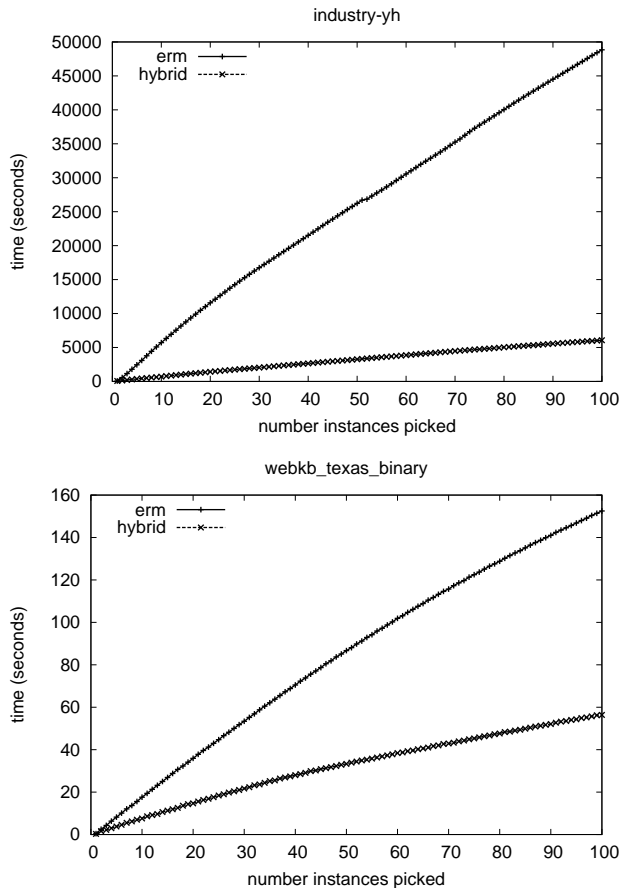 industry-yh
50000
45000
40000
35000
30000
25000
20000
15000
10000
5000
0
time (seconds)
erm
hybrid
0 10 20 30 40 50 60 70 80 90 100
number instances picked
webkb_texas_binary
160
140
120
100
80
60
40
20
0
time (seconds)
erm
hybrid
0 10 20 30 40 50 60 70 80 90 100
number instances picked